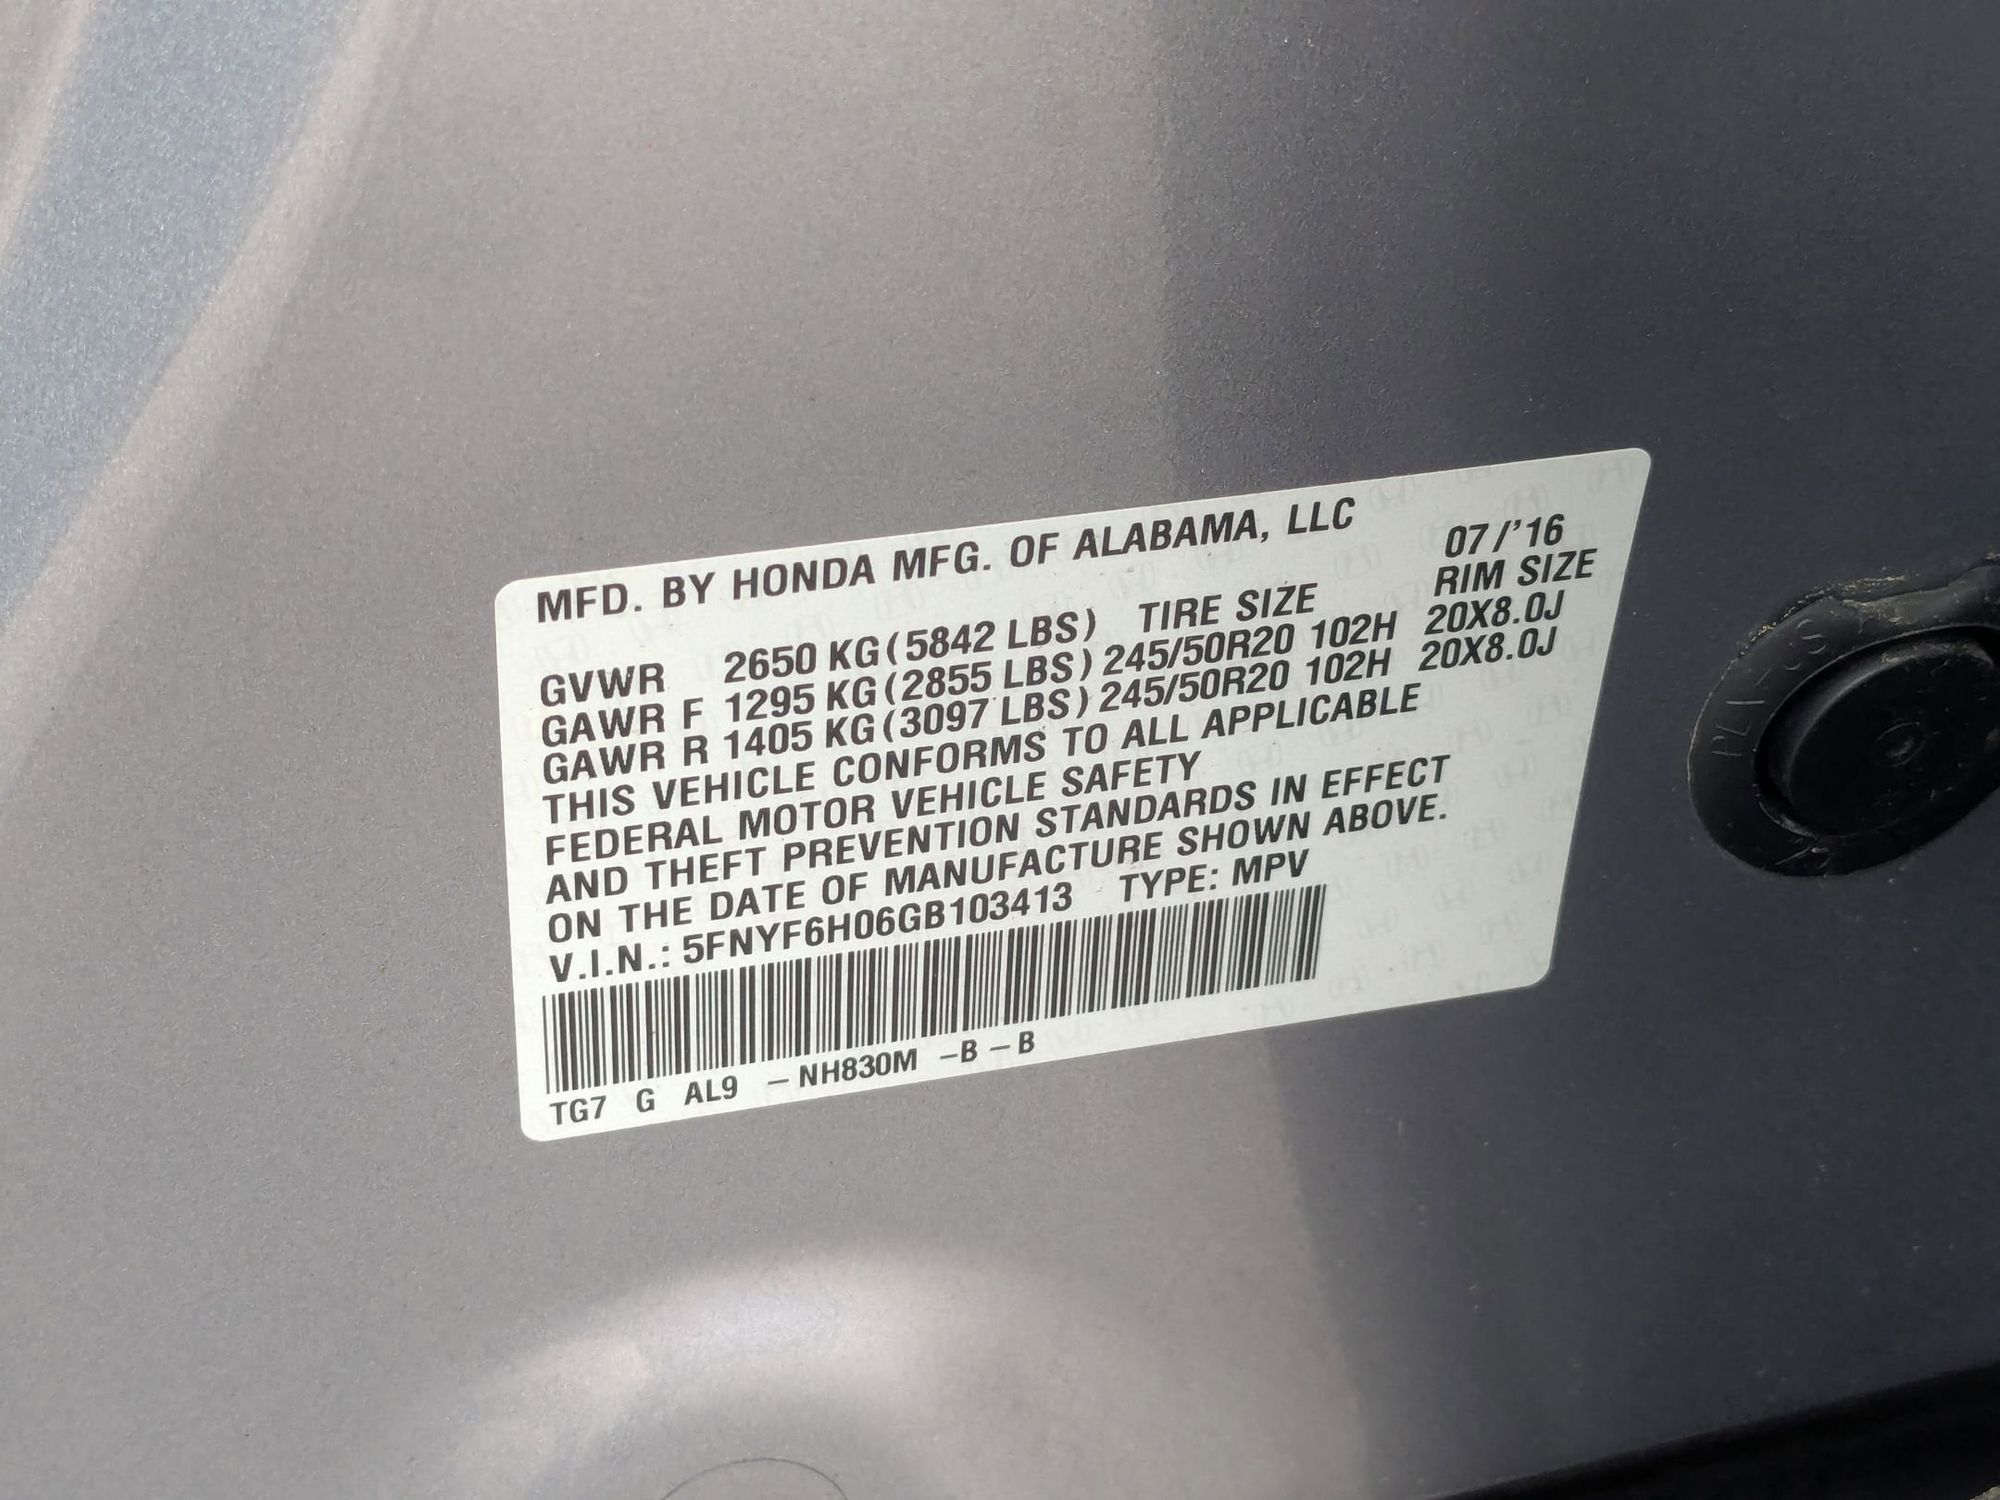 MFD. BY HONDA MFG. OF ALABAMA, LLC
07/'16
GVWR 2650 KG(5842 LBS) TIRE SIZE RIM SIZE
GAWR F 1295 KG(2855 LBS) 245/50R20 102H 20X8.0J
GAWR R 1405 KG(3097 LBS) 245/50R20 102H 20X8.0J
THIS VEHICLE CONFORMS TO ALL APPLICABLE
FEDERAL MOTOR VEHICLE SAFETY
AND THEFT PREVENTION STANDARDS IN EFFECT
ON THE DATE OF MANUFACTURE SHOWN ABOVE.
V.I.N.: 5FNYF6H06GB103413 TYPE: MPV
TG7 G AL9 –NH830M –B–B